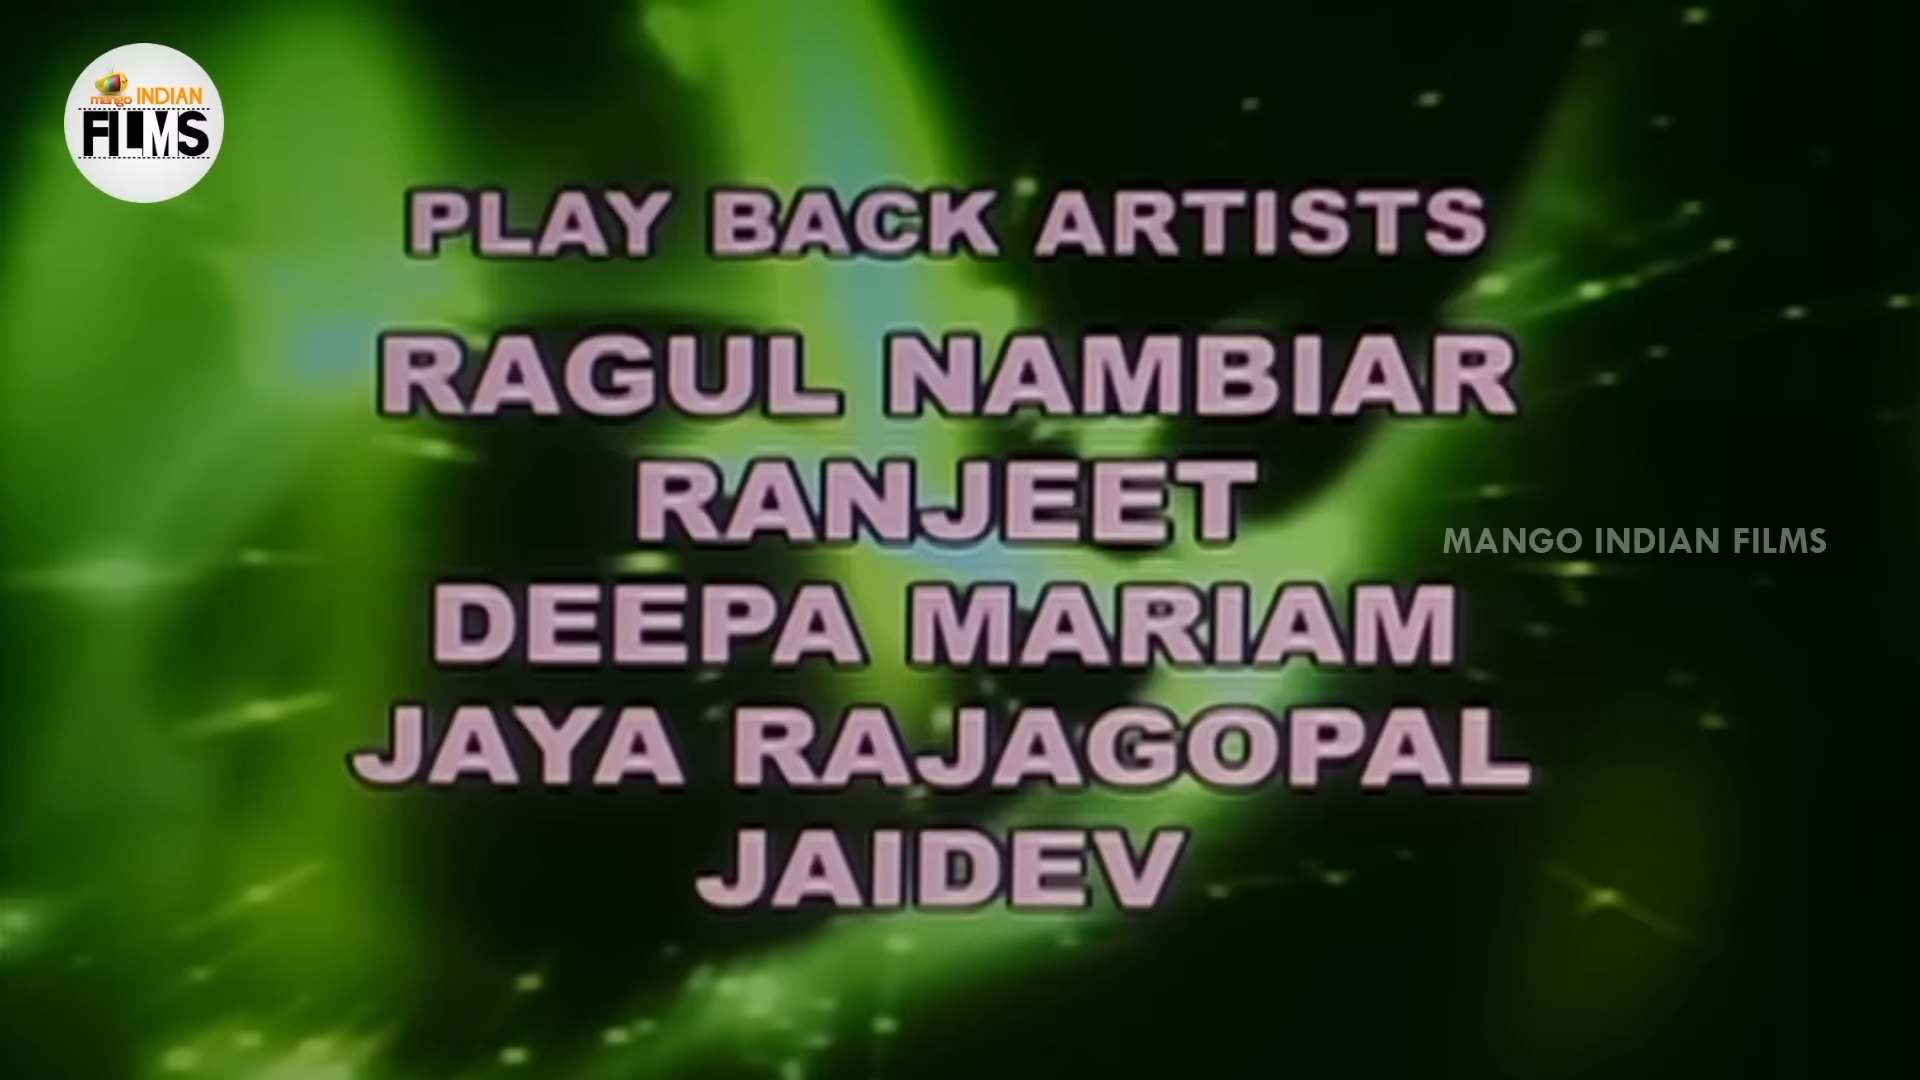 mango INDIAN
FILMS
PLAY BACK ARTISTS
RAGUL NAMBIAR
RANJEET
MANGO INDIAN FILMS
DEEPA MARIAM
JAYA RAJAGOPAL
JAIDEV